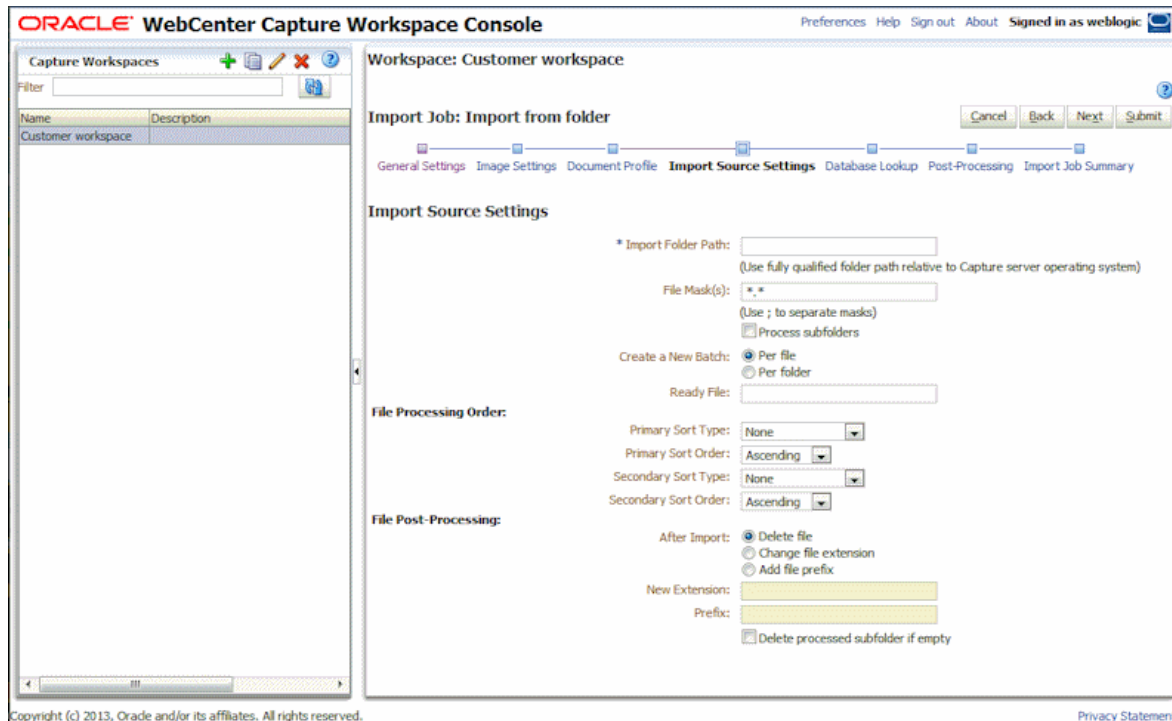 ORACLE WebCenter Capture Workspace Console
Preferences Help Sign out About Signed in as weblogic
Capture Workspaces
Filter
Name Description
Customer workspace
Workspace: Customer workspace
Import Job: Import from folder
Cancel Back Next Submit
General Settings Image Settings Document Profile Import Source Settings Database Lookup Post-Processing Import Job Summary
Import Source Settings
* Import Folder Path:
(Use fully qualified folder path relative to Capture server operating system)
File Mask(s): *.*
(Use ; to separate masks)
Process subfolders
Create a New Batch: Per file
Per folder
Ready File:
File Processing Order:
Primary Sort Type: None
Primary Sort Order: Ascending
Secondary Sort Type: None
Secondary Sort Order: Ascending
File Post-Processing:
After Import: Delete file
Change file extension
Add file prefix
New Extension:
Prefix:
Delete processed subfolder if empty
Copyright (c) 2013, Oracle and/or its affiliates. All rights reserved.
Privacy Statement